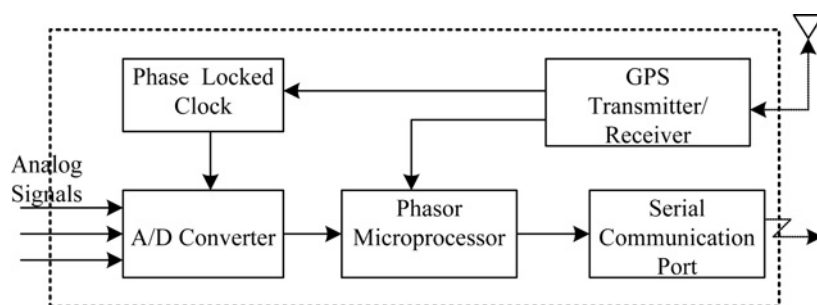 Phase Locked
Clock
GPS
Transmitter/
Receiver
Analog
Signals
A/D Converter
Phasor
Microprocessor
Serial
Communication
Port